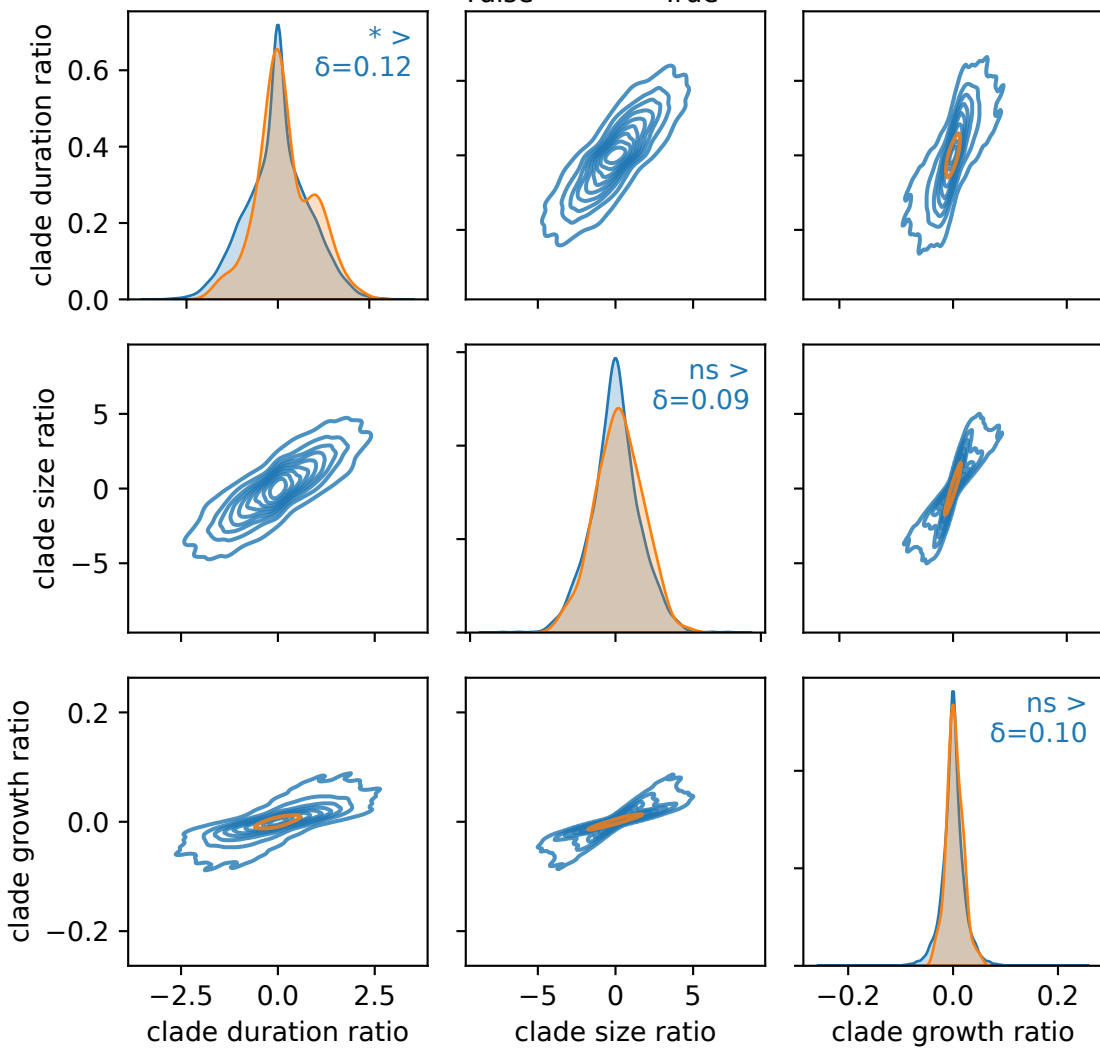 clade duration ratio
0.6
0.4
0.2
0.0
* >
δ=0.12
clade size ratio
5
0
−5
ns >
δ=0.09
clade growth ratio
0.2
0.0
−0.2
ns >
δ=0.10
−2.5 0.0 2.5
−5 0 5
−0.2 0.0 0.2
clade duration ratio
clade size ratio
clade growth ratio